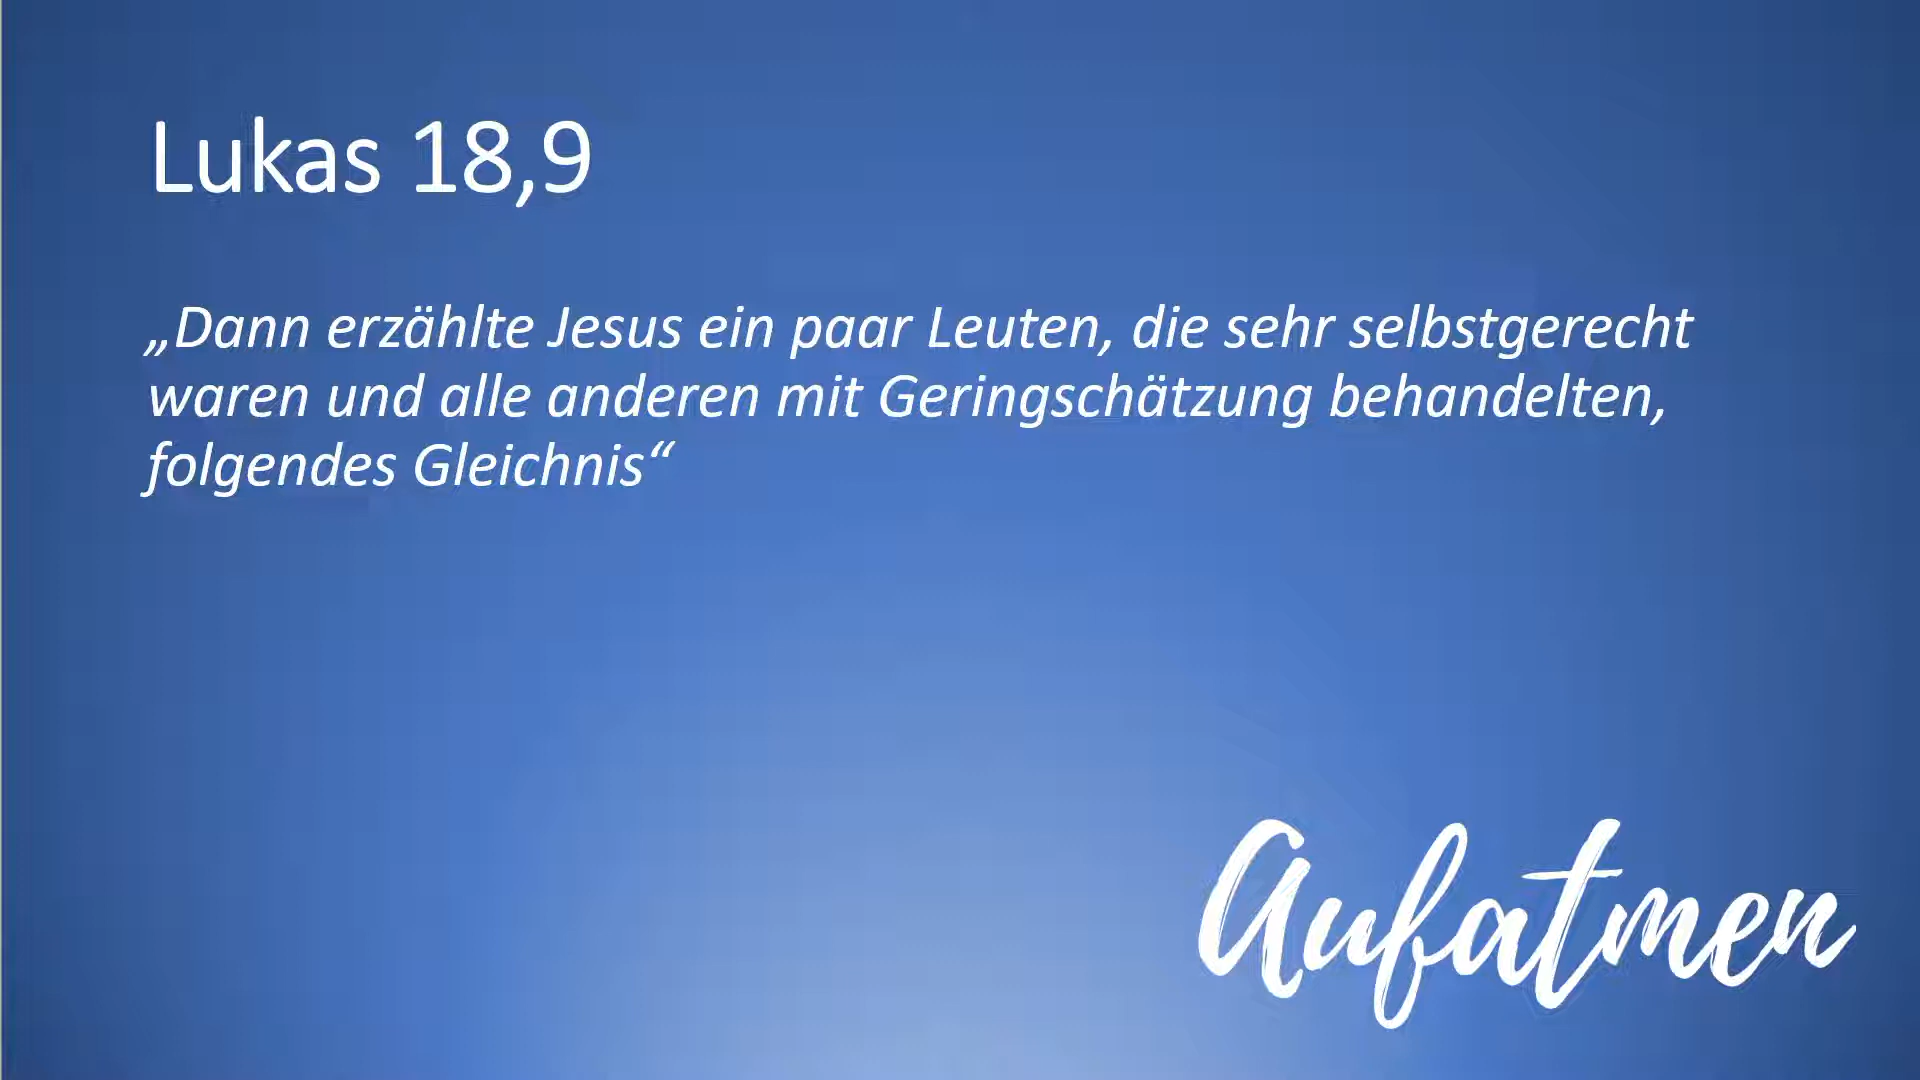 Lukas 18,9
„Dann erzählte Jesus ein paar Leuten, die sehr selbstgerecht
waren und alle anderen mit Geringschätzung behandelten,
folgendes Gleichnis“
Aufatmen